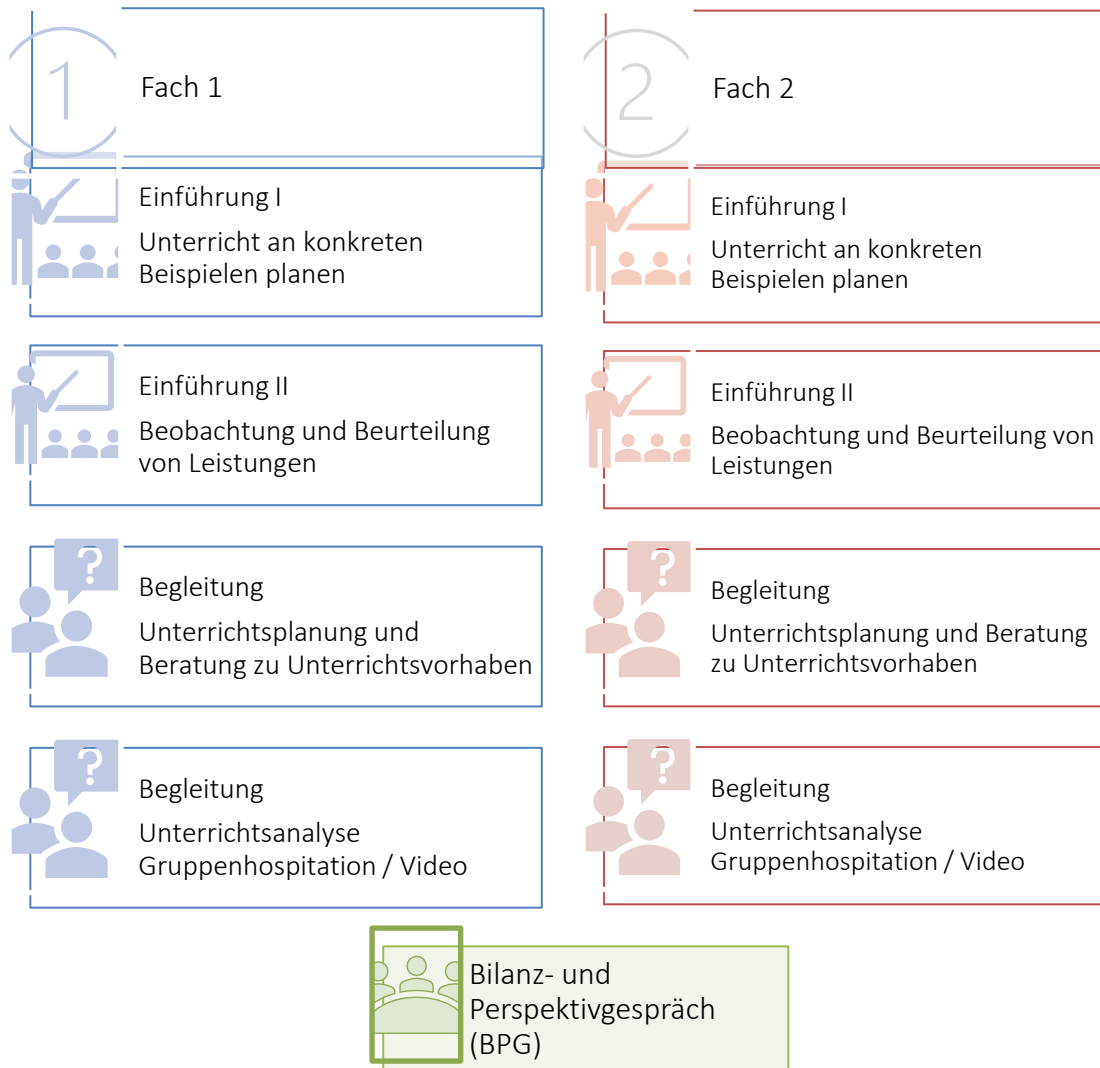 1
Fach 1
Einführung I
Unterricht an konkreten
Beispielen planen
Einführung II
Beobachtung und Beurteilung
von Leistungen
?
Begleitung
Unterrichtsplanung und
Beratung zu Unterrichtsvorhaben
?
Begleitung
Unterrichtsanalyse
Gruppenhospitation / Video
2
Fach 2
Einführung I
Unterricht an konkreten
Beispielen planen
Einführung II
Beobachtung und Beurteilung von
Leistungen
?
Begleitung
Unterrichtsplanung und Beratung
zu Unterrichtsvorhaben
?
Begleitung
Unterrichtsanalyse
Gruppenhospitation / Video
Bilanz- und
Perspektivgespräch
(BPG)